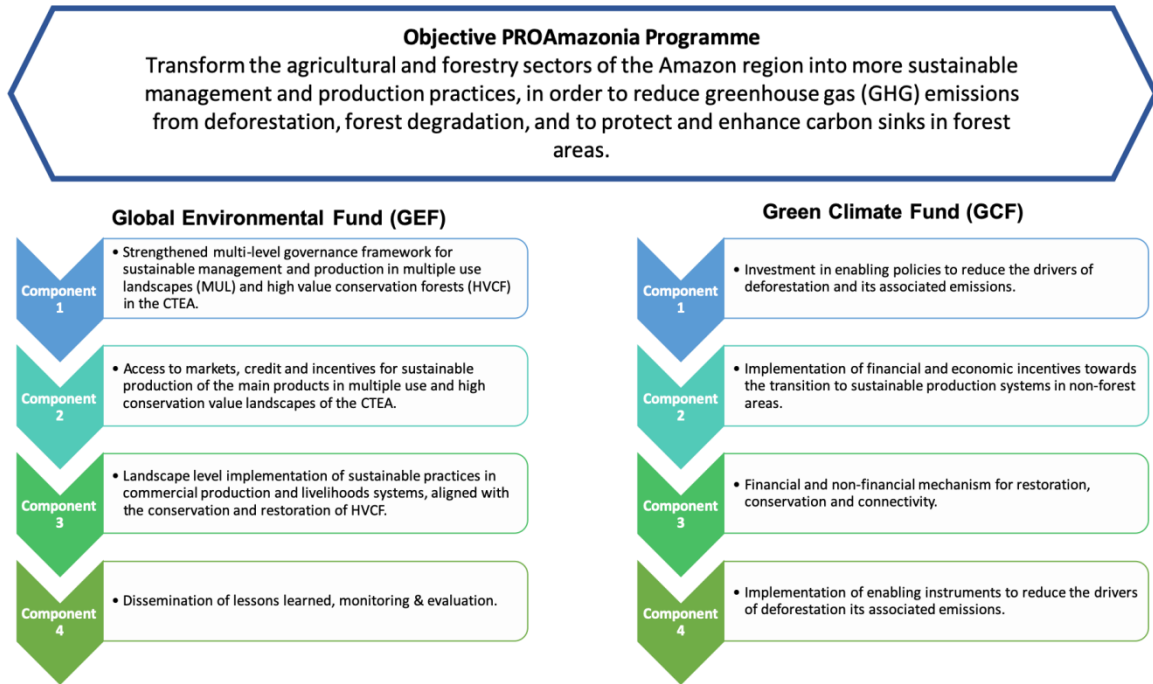 Objective PROAmazonia Programme
Transform the agricultural and forestry sectors of the Amazon region into more sustainable
management and production practices, in order to reduce greenhouse gas (GHG) emissions
from deforestation, forest degradation, and to protect and enhance carbon sinks in forest
areas.
Global Environmental Fund (GEF)
Component
1
• Strengthened multi-level governance framework for
sustainable management and production in multiple use
landscapes (MUL) and high value conservation forests (HVCF)
in the CTEA.
Component
2
• Access to markets, credit and incentives for sustainable
production of the main products in multiple use and high
conservation value landscapes of the CTEA.
Component
3
• Landscape level implementation of sustainable practices in
commercial production and livelihoods systems, aligned with
the conservation and restoration of HVCF.
Component
4
• Dissemination of lessons learned, monitoring & evaluation.
Green Climate Fund (GCF)
Component
1
• Investment in enabling policies to reduce the drivers of
deforestation and its associated emissions.
Component
2
• Implementation of financial and economic incentives towards
the transition to sustainable production systems in non-forest
areas.
Component
3
• Financial and non-financial mechanism for restoration,
conservation and connectivity.
Component
4
• Implementation of enabling instruments to reduce the drivers
of deforestation its associated emissions.